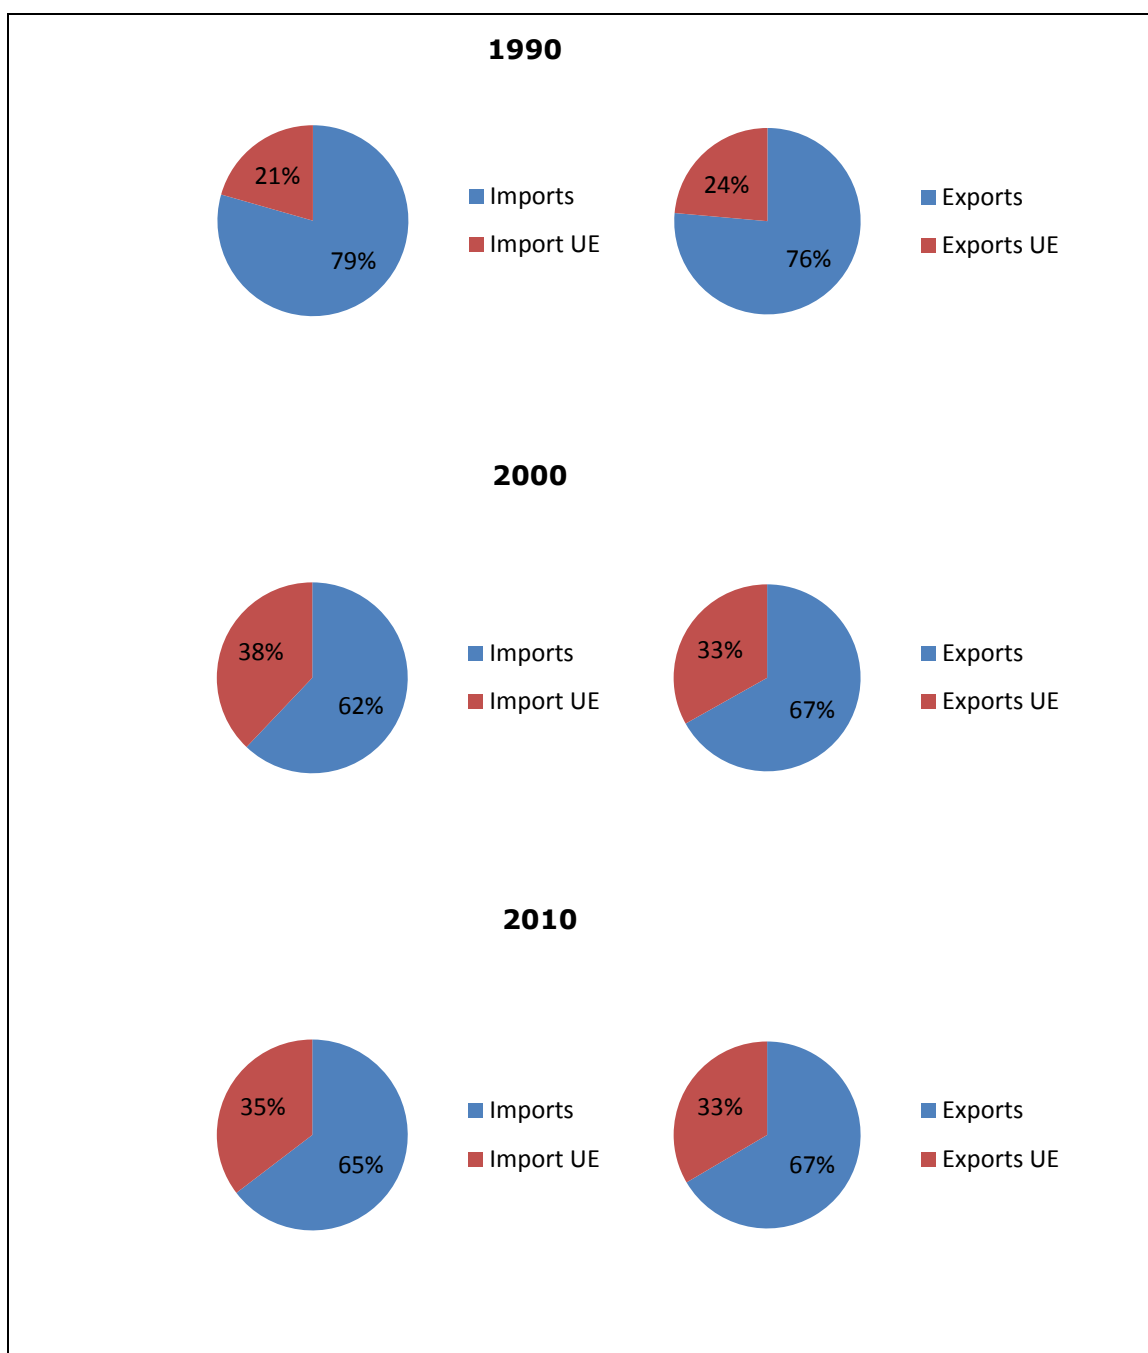 1990
21%
79%
Imports
Import UE
24%
76%
Exports
Exports UE
2000
38%
62%
Imports
Import UE
33%
67%
Exports
Exports UE
2010
35%
65%
Imports
Import UE
33%
67%
Exports
Exports UE